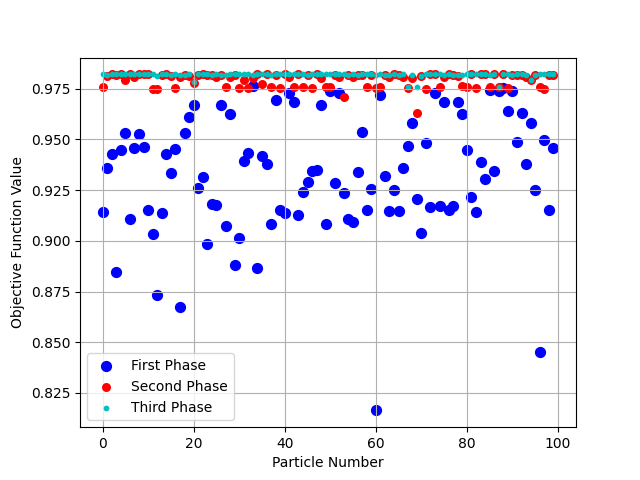 0.975
0.950
0.925
0.900
0.875
0.850
0.825
Objective Function Value
First Phase
Second Phase
Third Phase
0 20 40 60 80 100
Particle Number